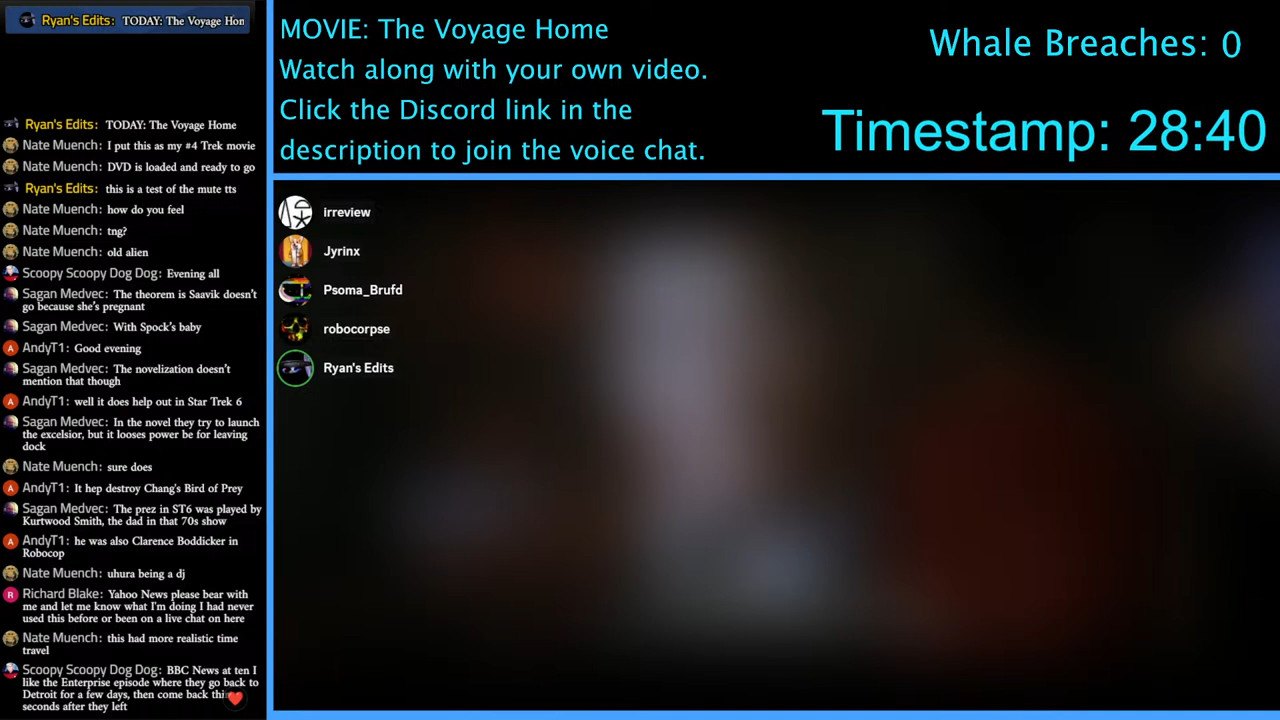 Ryan's Edits: TODAY: The Voyage Hom
Ryan's Edits: TODAY: The Voyage Home
Nate Muench: I put this as my #4 Trek movie
Nate Muench: DVD is loaded and ready to go
Ryan's Edits: this is a test of the mute tts
Nate Muench: how do you feel
Nate Muench: tng?
Nate Muench: old alien
Scoopy Scoopy Dog Dog: Evening all
Sagan Medvec: The theorem is Saavik doesn't
go because she's pregnant
Sagan Medvec: With Spock's baby
A AndyT1: Good evening
Sagan Medvec: The novelization doesn't
mention that though
A AndyT1: well it does help out in Star Trek 6
Sagan Medvec: In the novel they try to launch
the excelsior, but it looses power be for leaving
dock
Nate Muench: sure does
A AndyT1: It hep destroy Chang's Bird of Prey
Sagan Medvec: The prez in ST6 was played by
Kurtwood Smith, the dad in that 70s show
A AndyT1: he was also Clarence Boddicker in
Robocop
Nate Muench: uhura being a dj
R Richard Blake: Yahoo News please bear with
me and let me know what I'm doing I had never
used this before or been on a live chat on here
Nate Muench: this had more realistic time
travel
Scoopy Scoopy Dog Dog: BBC News at ten I
like the Enterprise episode where they go back to
Detroit for a few days, then come back
seconds after they left
MOVIE: The Voyage Home
Watch along with your own video.
Click the Discord link in the
description to join the voice chat.
Whale Breaches: 0
Timestamp: 28:40
irreview
Jyrinx
Psoma_Brufd
robocorpse
Ryan's Edits